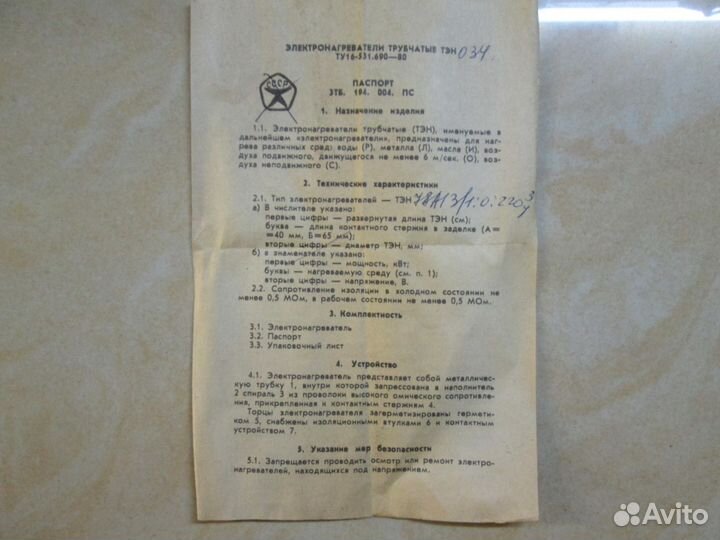 ЭЛЕКТРОНАГРЕВАТЕЛИ ТРУБЧАТЫЕ ТЭН 034.
ТУ16-531.690—80
СССР
ПАСПОРТ
3ТБ. 194. 004. ПС
1. Назначение изделия
1.1. Электронагреватели трубчатые (ТЭН), именуемые в
дальнейшем «электронагреватели», предназначены для наг-
рева различных сред: воды (Р), металла (Л), масла (И), воз-
духа подвижного, движущегося не менее 6 м/сек. (О), воз-
духа неподвижного (С).
2. Технические характеристики
2.1. Тип электронагревателей — ТЭН 78А13/1.0.220
а) В числителе указано:
первые цифры — развернутая длина ТЭН (см);
буква — длина контактного стержня в заделке (А=
=40 мм, Б=65 мм);
вторые цифры — диаметр ТЭН, мм;
б) в знаменателе указано:
первые цифры — мощность, кВт;
буквы — нагреваемую среду (см. п. 1);
вторые цифры — напряжение, В.
2.2. Сопротивление изоляции в холодном состоянии не
менее 0,5 МОм, в рабочем состоянии не менее 0,5 МОм.
3. Комплектность
3.1. Электронагреватель
3.2. Паспорт
3.3. Упаковочный лист
4. Устройство
4.1. Электронагреватель представляет собой металличес-
кую трубку 1, внутри которой запрессована в наполнитель
2 спираль 3 из проволоки высокого омического сопротив-
ления, прикрепленная к контактным стержням 4.
Торцы электронагревателя загерметизированы гермети-
ком 5, снабжены изоляционными втулками 6 и контактным
устройством 7.
5. Указание мер безопасности
5.1. Запрещается проводить осмотр или ремонт электро-
нагревателей, находящихся под напряжением.
Avito